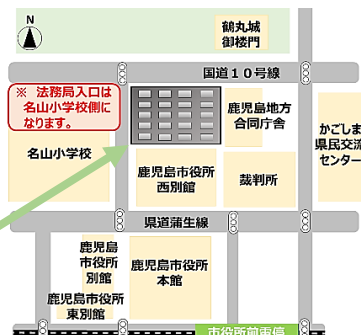 N
鶴丸城
御楼門
国道10号線
※ 法務局入口は
名山小学校側に
なります。
名山小学校
鹿児島地方
合同庁舎
かごしま
県民交流
センター
鹿児島市役所
西別館
裁判所
県道蒲生線
鹿児島
市役所
別館
鹿児島市役所
東別館
鹿児島市役所
本館
市役所前電停